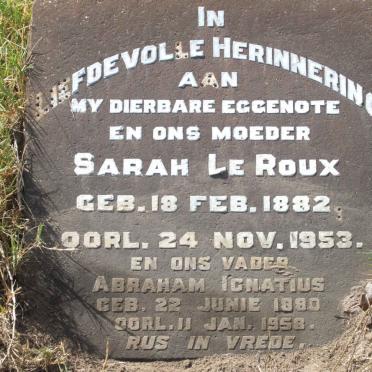 IN
LIEFDEVOLLE HERINNERING
AAN
MY DIERBARE EGGENOTE
EN ONS MOEDER
SARAH LE ROUX
GEB. 18 FEB. 1882.
OORL. 24 NOV. 1953.
EN ONS VADER
ABRAHAM IGNATIUS
GEB. 22 JUNIE 1880
OORL. 11 JAN. 1958.
RUS IN VREDE.